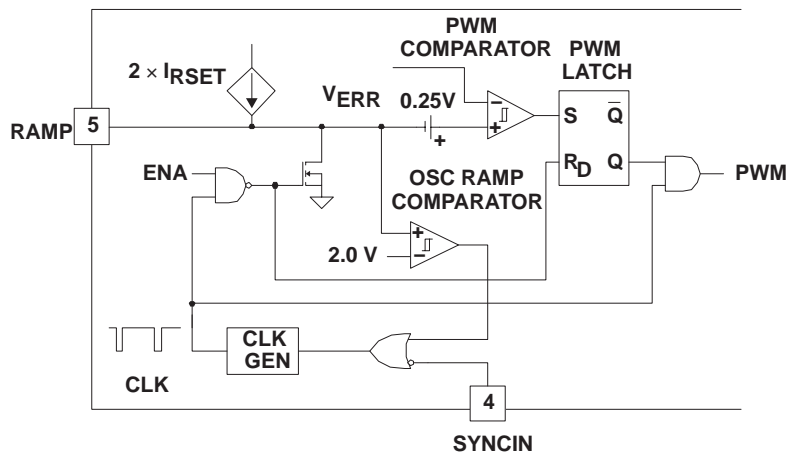 PWM
COMPARATOR
PWM
LATCH
2 × IRSET
VERR
0.25V
−
+
+
S Q̅
RAMP
5
ENA
RD Q
PWM
OSC RAMP
COMPARATOR
+
2.0 V
−
CLK
GEN
CLK
4
SYNCIN